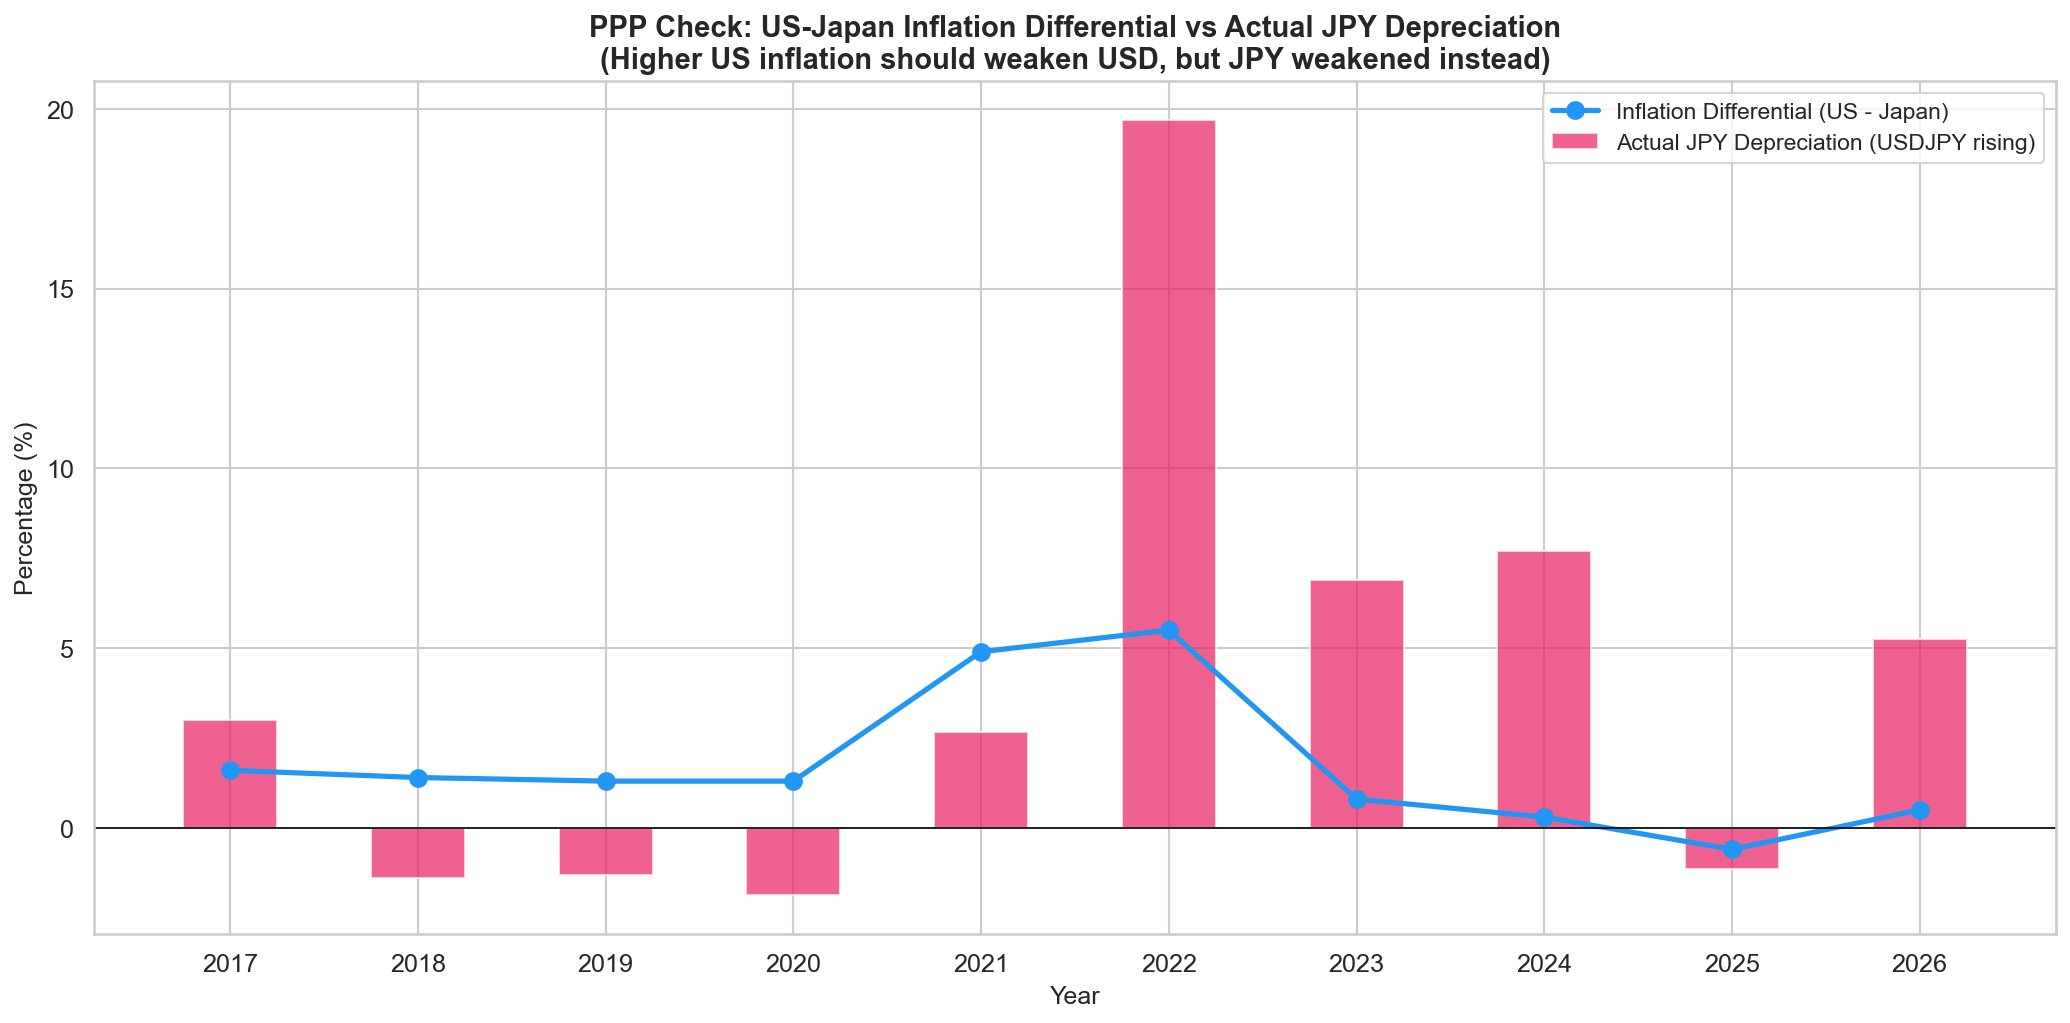 PPP Check: US-Japan Inflation Differential vs Actual JPY Depreciation
(Higher US inflation should weaken USD, but JPY weakened instead)
Inflation Differential (US - Japan)
Actual JPY Depreciation (USDJPY rising)
Percentage (%)
20
15
10
5
0
2017
2018
2019
2020
2021
2022
2023
2024
2025
2026
Year